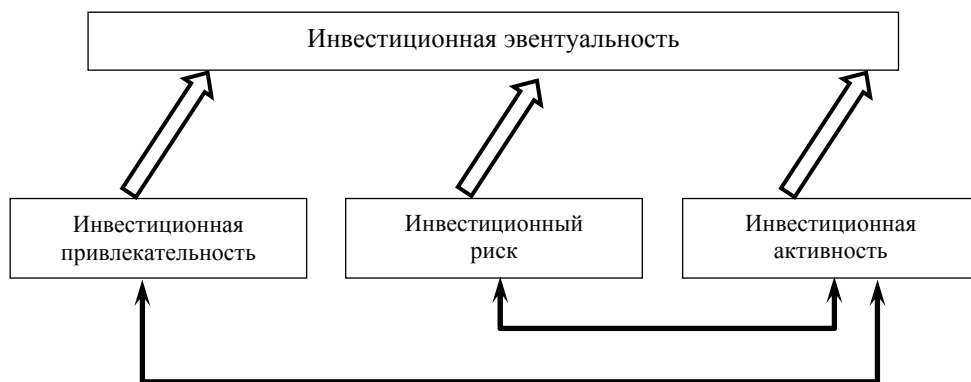 Инвестиционная эвентуальность
Инвестиционная
привлекательность
Инвестиционный
риск
Инвестиционная
активность